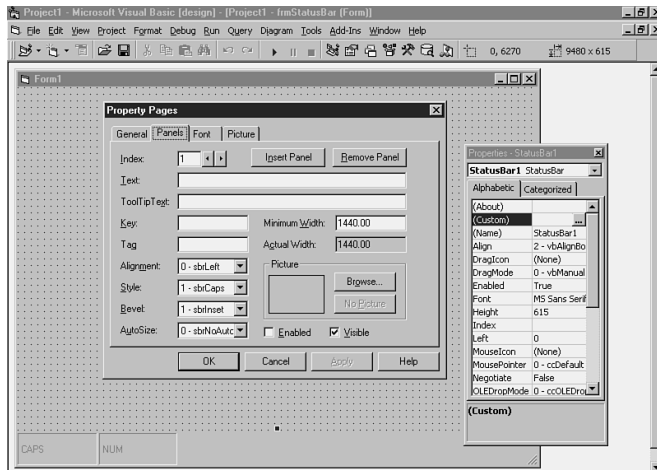 Project1 - Microsoft Visual Basic [design] - [Project1 - frmStatusBar (Form)]
File Edit View Project Format Debug Run Query Diagram Tools Add-Ins Window Help
0, 6270 9480 x 615
Form1
Property Pages
General Panels Font Picture
Index: 1 Insert Panel Remove Panel
Text:
ToolTipText:
Key: Minimum Width: 1440.00
Tag Actual Width: 1440.00
Alignment: 0 - sbrLeft Picture
Style: 1 - sbrCaps Browse...
Bevel: 1 - sbrInset No Picture
AutoSize: 0 - sbrNoAuto Enabled Visible
OK Cancel Apply Help
CAPS NUM
Properties - StatusBar1
StatusBar1 StatusBar
Alphabetic Categorized
(About)
(Custom) ...
(Name) StatusBar1
Align 2 - vbAlignBo
DragIcon (None)
DragMode 0 - vbManual
Enabled True
Font MS Sans Serif
Height 615
Index
Left 0
MouseIcon (None)
MousePointer 0 - ccDefault
Negotiate False
OLEDropMode 0 - ccOLEDrop
(Custom)